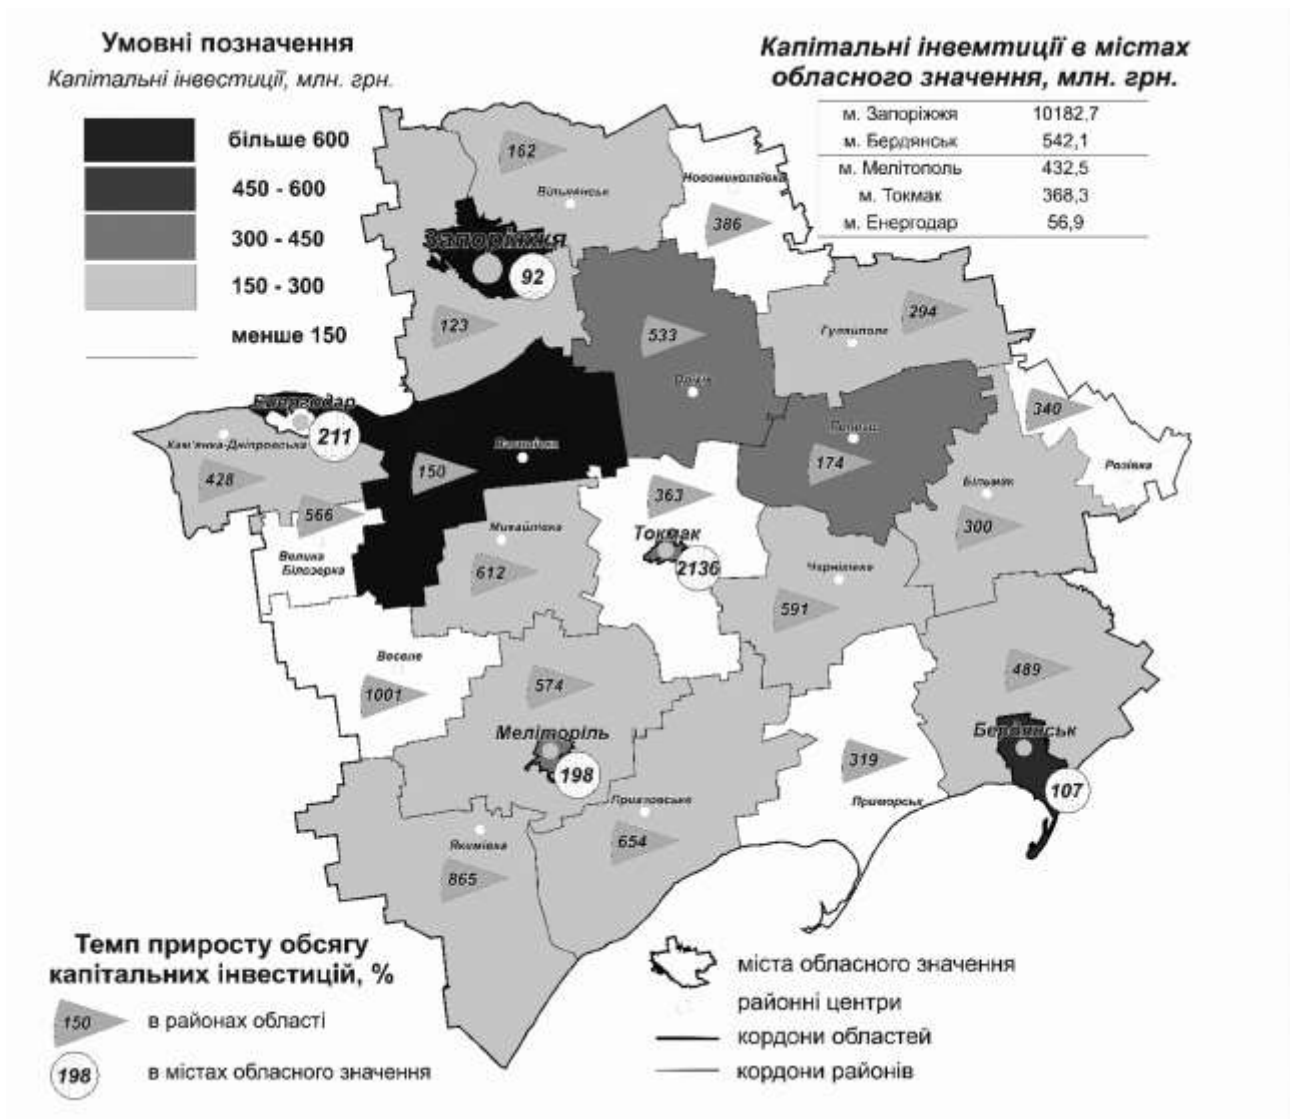 Умовні позначення
Капітальні інвестиції, млн. грн.
більше 600
450 - 600
300 - 450
150 - 300
менше 150
Капітальні інвемтиції в містах
обласного значення, млн. грн.
м. Запоріжжя 10182,7
м. Бердянськ 542,1
м. Мелітополь 432,5
м. Токмак 368,3
м. Енергодар 56,9
162
Вільнянськ
Новомиколаївка
386
Запоріжжя
92
123
533
Оріхів
294
Гуляйполе
340
Розівка
Енергодар
211
Кам'янка-Дніпровська
428
150
Василівка
Пологи
174
Більмак
300
566
Велика
Білозерка
Михайлівка
612
363
Токмак
2136
Чернігівка
591
Веселе
1001
574
Меліторіль
198
489
Бердянськ
107
319
Приморськ
Приазовське
654
Якимівка
865
Темп приросту обсягу
капітальних інвестицій, %
150 в районах області
198 в містах обласного значення
міста обласного значення
районні центри
кордони областей
кордони районів